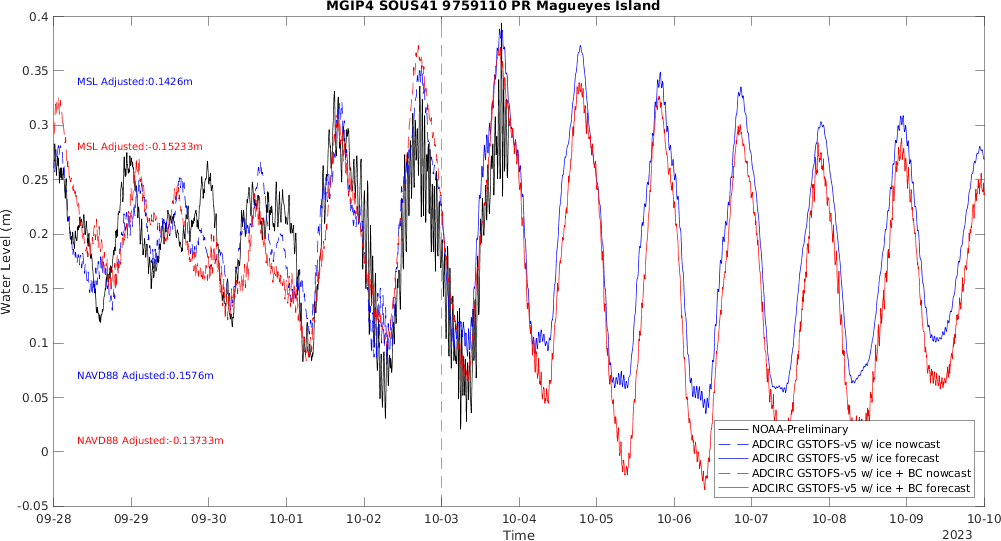 MGIP4 SOUS41 9759110 PR Magueyes Island
0.4
0.35
0.3
0.25
0.2
0.15
0.1
0.05
0
-0.05
Water Level (m)
MSL Adjusted:0.1426m
MSL Adjusted:-0.15233m
NAVD88 Adjusted:0.1576m
NAVD88 Adjusted:-0.13733m
NOAA-Preliminary
ADCIRC GSTOFS-v5 w/ ice nowcast
ADCIRC GSTOFS-v5 w/ ice forecast
ADCIRC GSTOFS-v5 w/ ice + BC nowcast
ADCIRC GSTOFS-v5 w/ ice + BC forecast
09-28 09-29 09-30 10-01 10-02 10-03 10-04 10-05 10-06 10-07 10-08 10-09 10-10
Time
2023